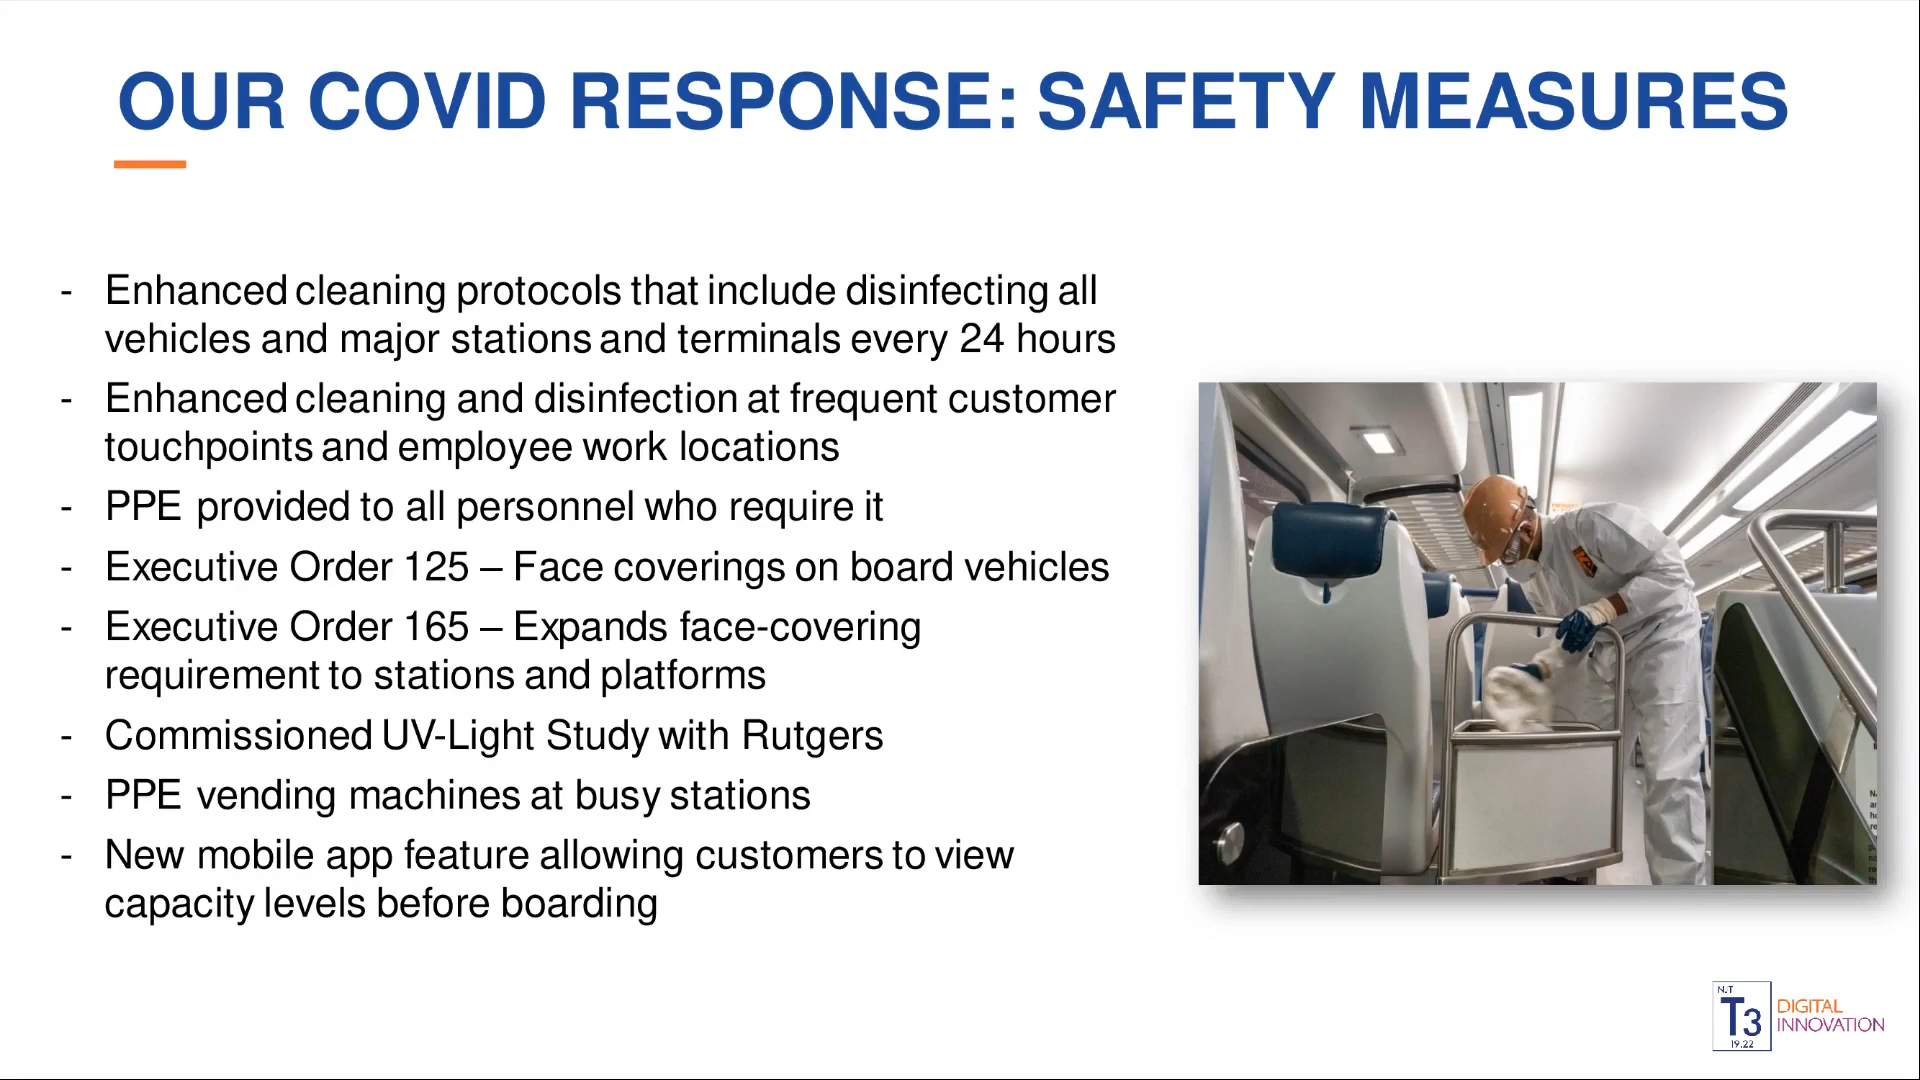 OUR COVID RESPONSE: SAFETY MEASURES
- Enhanced cleaning protocols that include disinfecting all
vehicles and major stations and terminals every 24 hours
- Enhanced cleaning and disinfection at frequent customer
touchpoints and employee work locations
- PPE provided to all personnel who require it
- Executive Order 125 – Face coverings on board vehicles
- Executive Order 165 – Expands face-covering
requirement to stations and platforms
- Commissioned UV-Light Study with Rutgers
- PPE vending machines at busy stations
- New mobile app feature allowing customers to view
capacity levels before boarding
NJT
T3
19.22
DIGITAL
INNOVATION